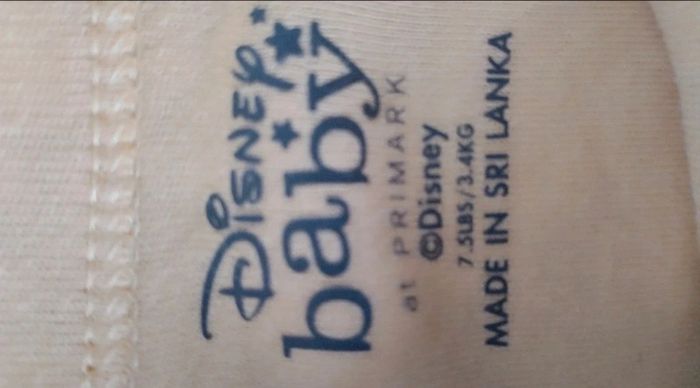 Disney
baby
at PRIMARK
©Disney
7.5LBS/3.4KG
MADE IN SRI LANKA